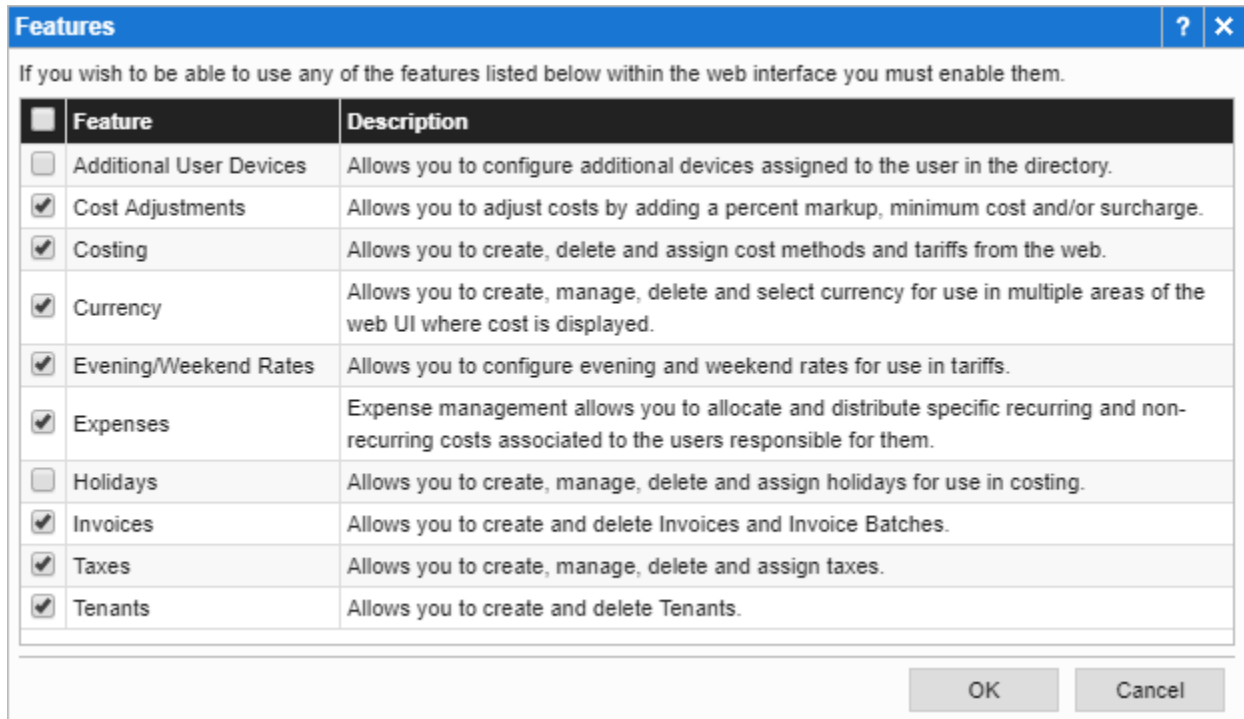 Features ? ×
If you wish to be able to use any of the features listed below within the web interface you must enable them.
Feature Description
Additional User Devices Allows you to configure additional devices assigned to the user in the directory.
Cost Adjustments Allows you to adjust costs by adding a percent markup, minimum cost and/or surcharge.
Costing Allows you to create, delete and assign cost methods and tariffs from the web.
Currency Allows you to create, manage, delete and select currency for use in multiple areas of the
web UI where cost is displayed.
Evening/Weekend Rates Allows you to configure evening and weekend rates for use in tariffs.
Expenses Expense management allows you to allocate and distribute specific recurring and non-
recurring costs associated to the users responsible for them.
Holidays Allows you to create, manage, delete and assign holidays for use in costing.
Invoices Allows you to create and delete Invoices and Invoice Batches.
Taxes Allows you to create, manage, delete and assign taxes.
Tenants Allows you to create and delete Tenants.
OK Cancel